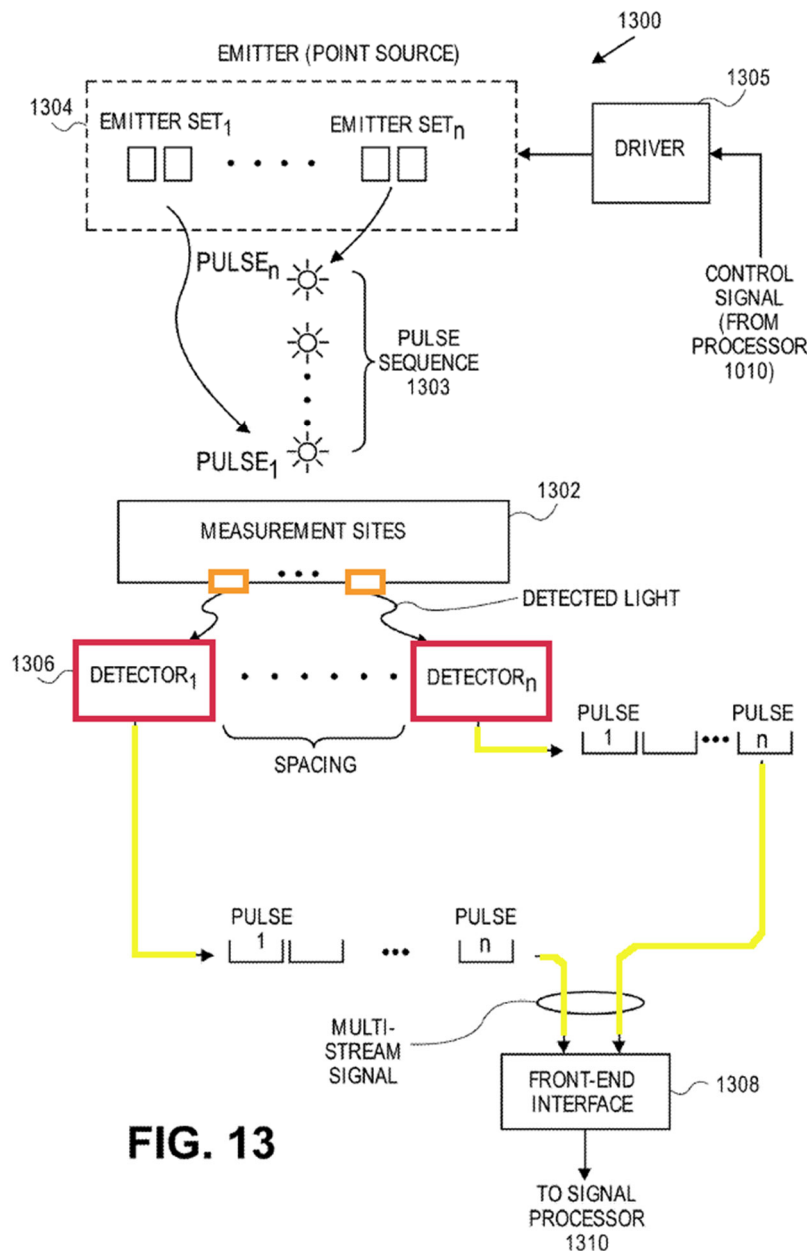 1300
EMITTER (POINT SOURCE)
1304
1305
EMITTER SET1
EMITTER SETn
DRIVER
PULSEn
CONTROL
SIGNAL
(FROM
PROCESSOR
1010)
PULSE
SEQUENCE
1303
PULSE1
1302
MEASUREMENT SITES
DETECTED LIGHT
1306
DETECTOR1
DETECTORn
PULSE
1
PULSE
n
SPACING
PULSE
1
PULSE
n
MULTI-
STREAM
SIGNAL
FRONT-END
INTERFACE
1308
FIG. 13
TO SIGNAL
PROCESSOR
1310